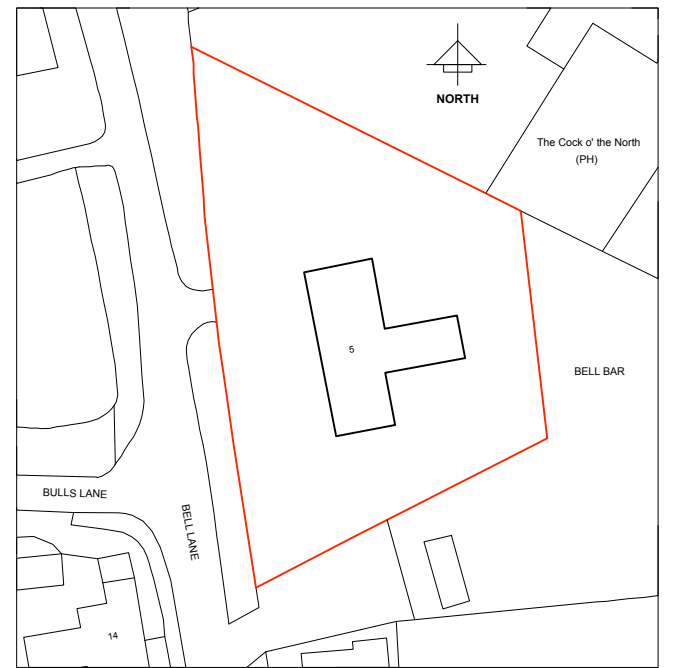 NORTH
The Cock o' the North
(PH)
5
BELL BAR
BULLS LANE
BELL LANE
14